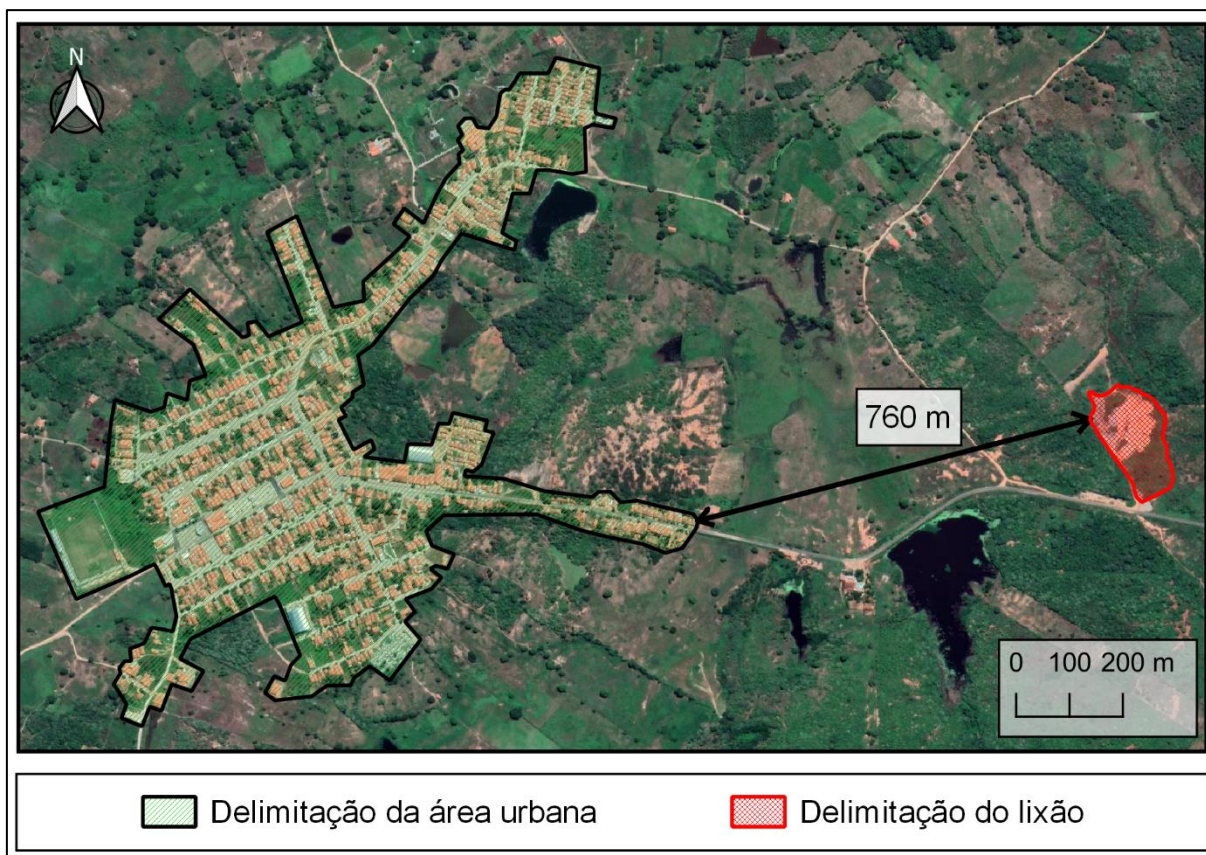 N
760 m
0 100 200 m
Delimitação da área urbana
Delimitação do lixão